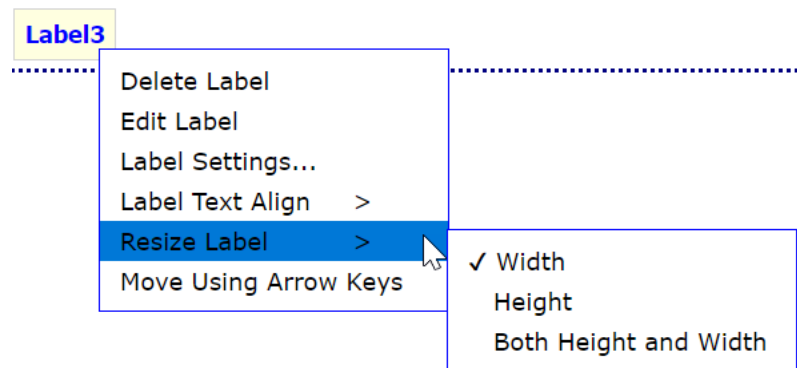 Label3
Delete Label
Edit Label
Label Settings...
Label Text Align >
Resize Label >
Move Using Arrow Keys
✓ Width
Height
Both Height and Width